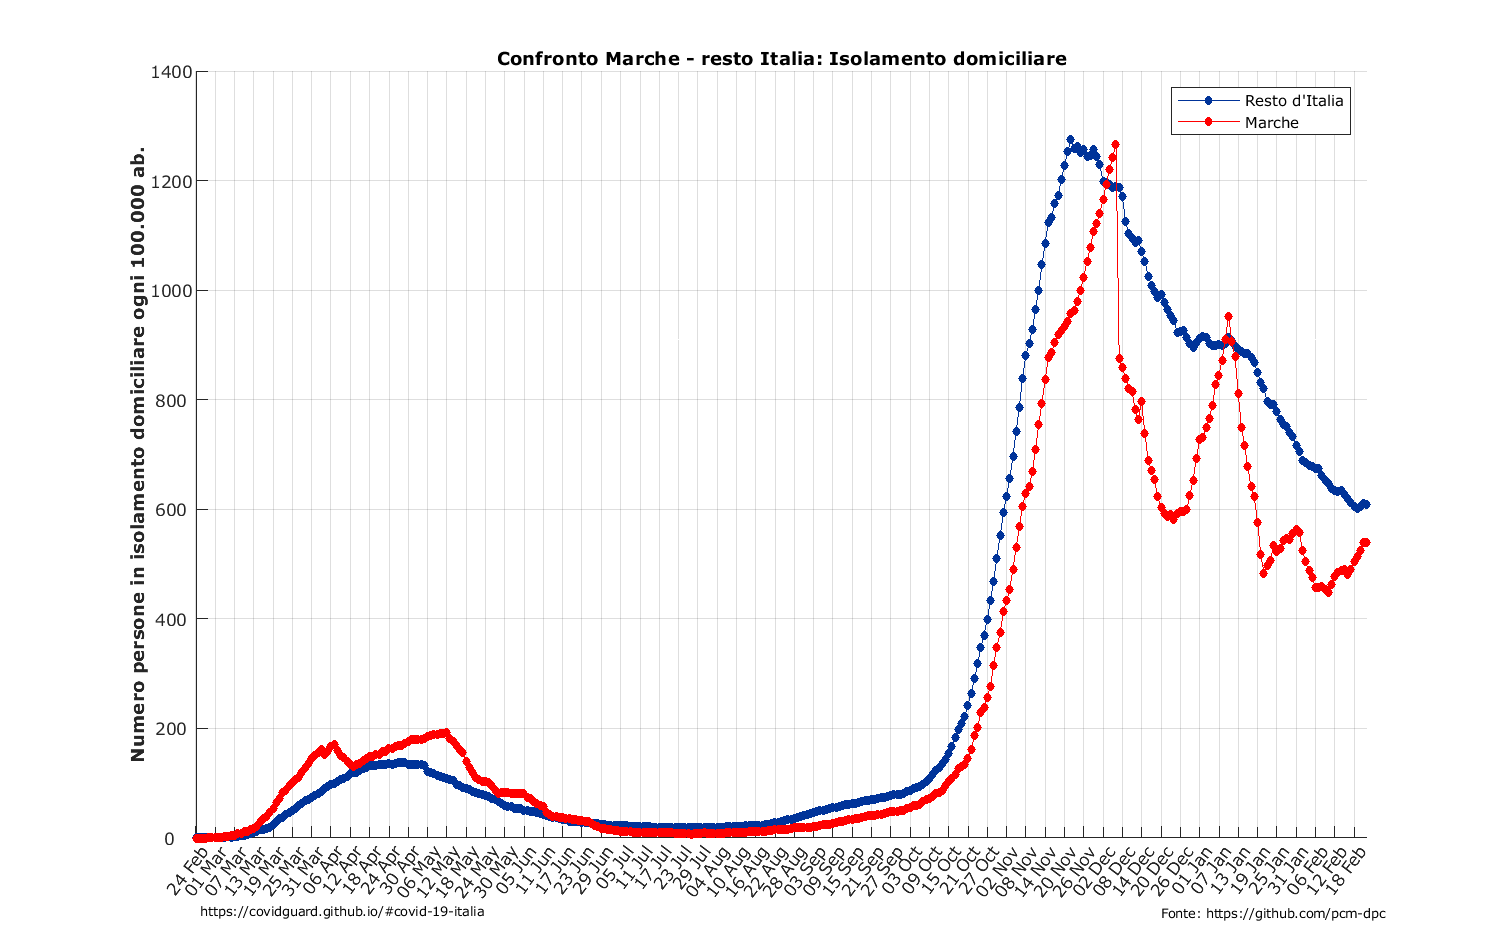 Confronto Marche - resto Italia: Isolamento domiciliare
Resto d'Italia
Marche
Numero persone in isolamento domiciliare ogni 100.000 ab.
1400
1200
1000
800
600
400
200
0
24 Feb
01 Mar
07 Mar
13 Mar
19 Mar
25 Mar
31 Mar
06 Apr
12 Apr
18 Apr
24 Apr
30 Apr
06 May
12 May
18 May
24 May
30 May
05 Jun
11 Jun
17 Jun
23 Jun
29 Jun
05 Jul
11 Jul
17 Jul
23 Jul
29 Jul
04 Aug
10 Aug
16 Aug
22 Aug
28 Aug
03 Sep
09 Sep
15 Sep
21 Sep
27 Sep
03 Oct
09 Oct
15 Oct
21 Oct
27 Oct
02 Nov
08 Nov
14 Nov
20 Nov
26 Nov
02 Dec
08 Dec
14 Dec
20 Dec
26 Dec
01 Jan
07 Jan
13 Jan
19 Jan
25 Jan
31 Jan
06 Feb
12 Feb
18 Feb
https://covidguard.github.io/#covid-19-italia
Fonte: https://github.com/pcm-dpc